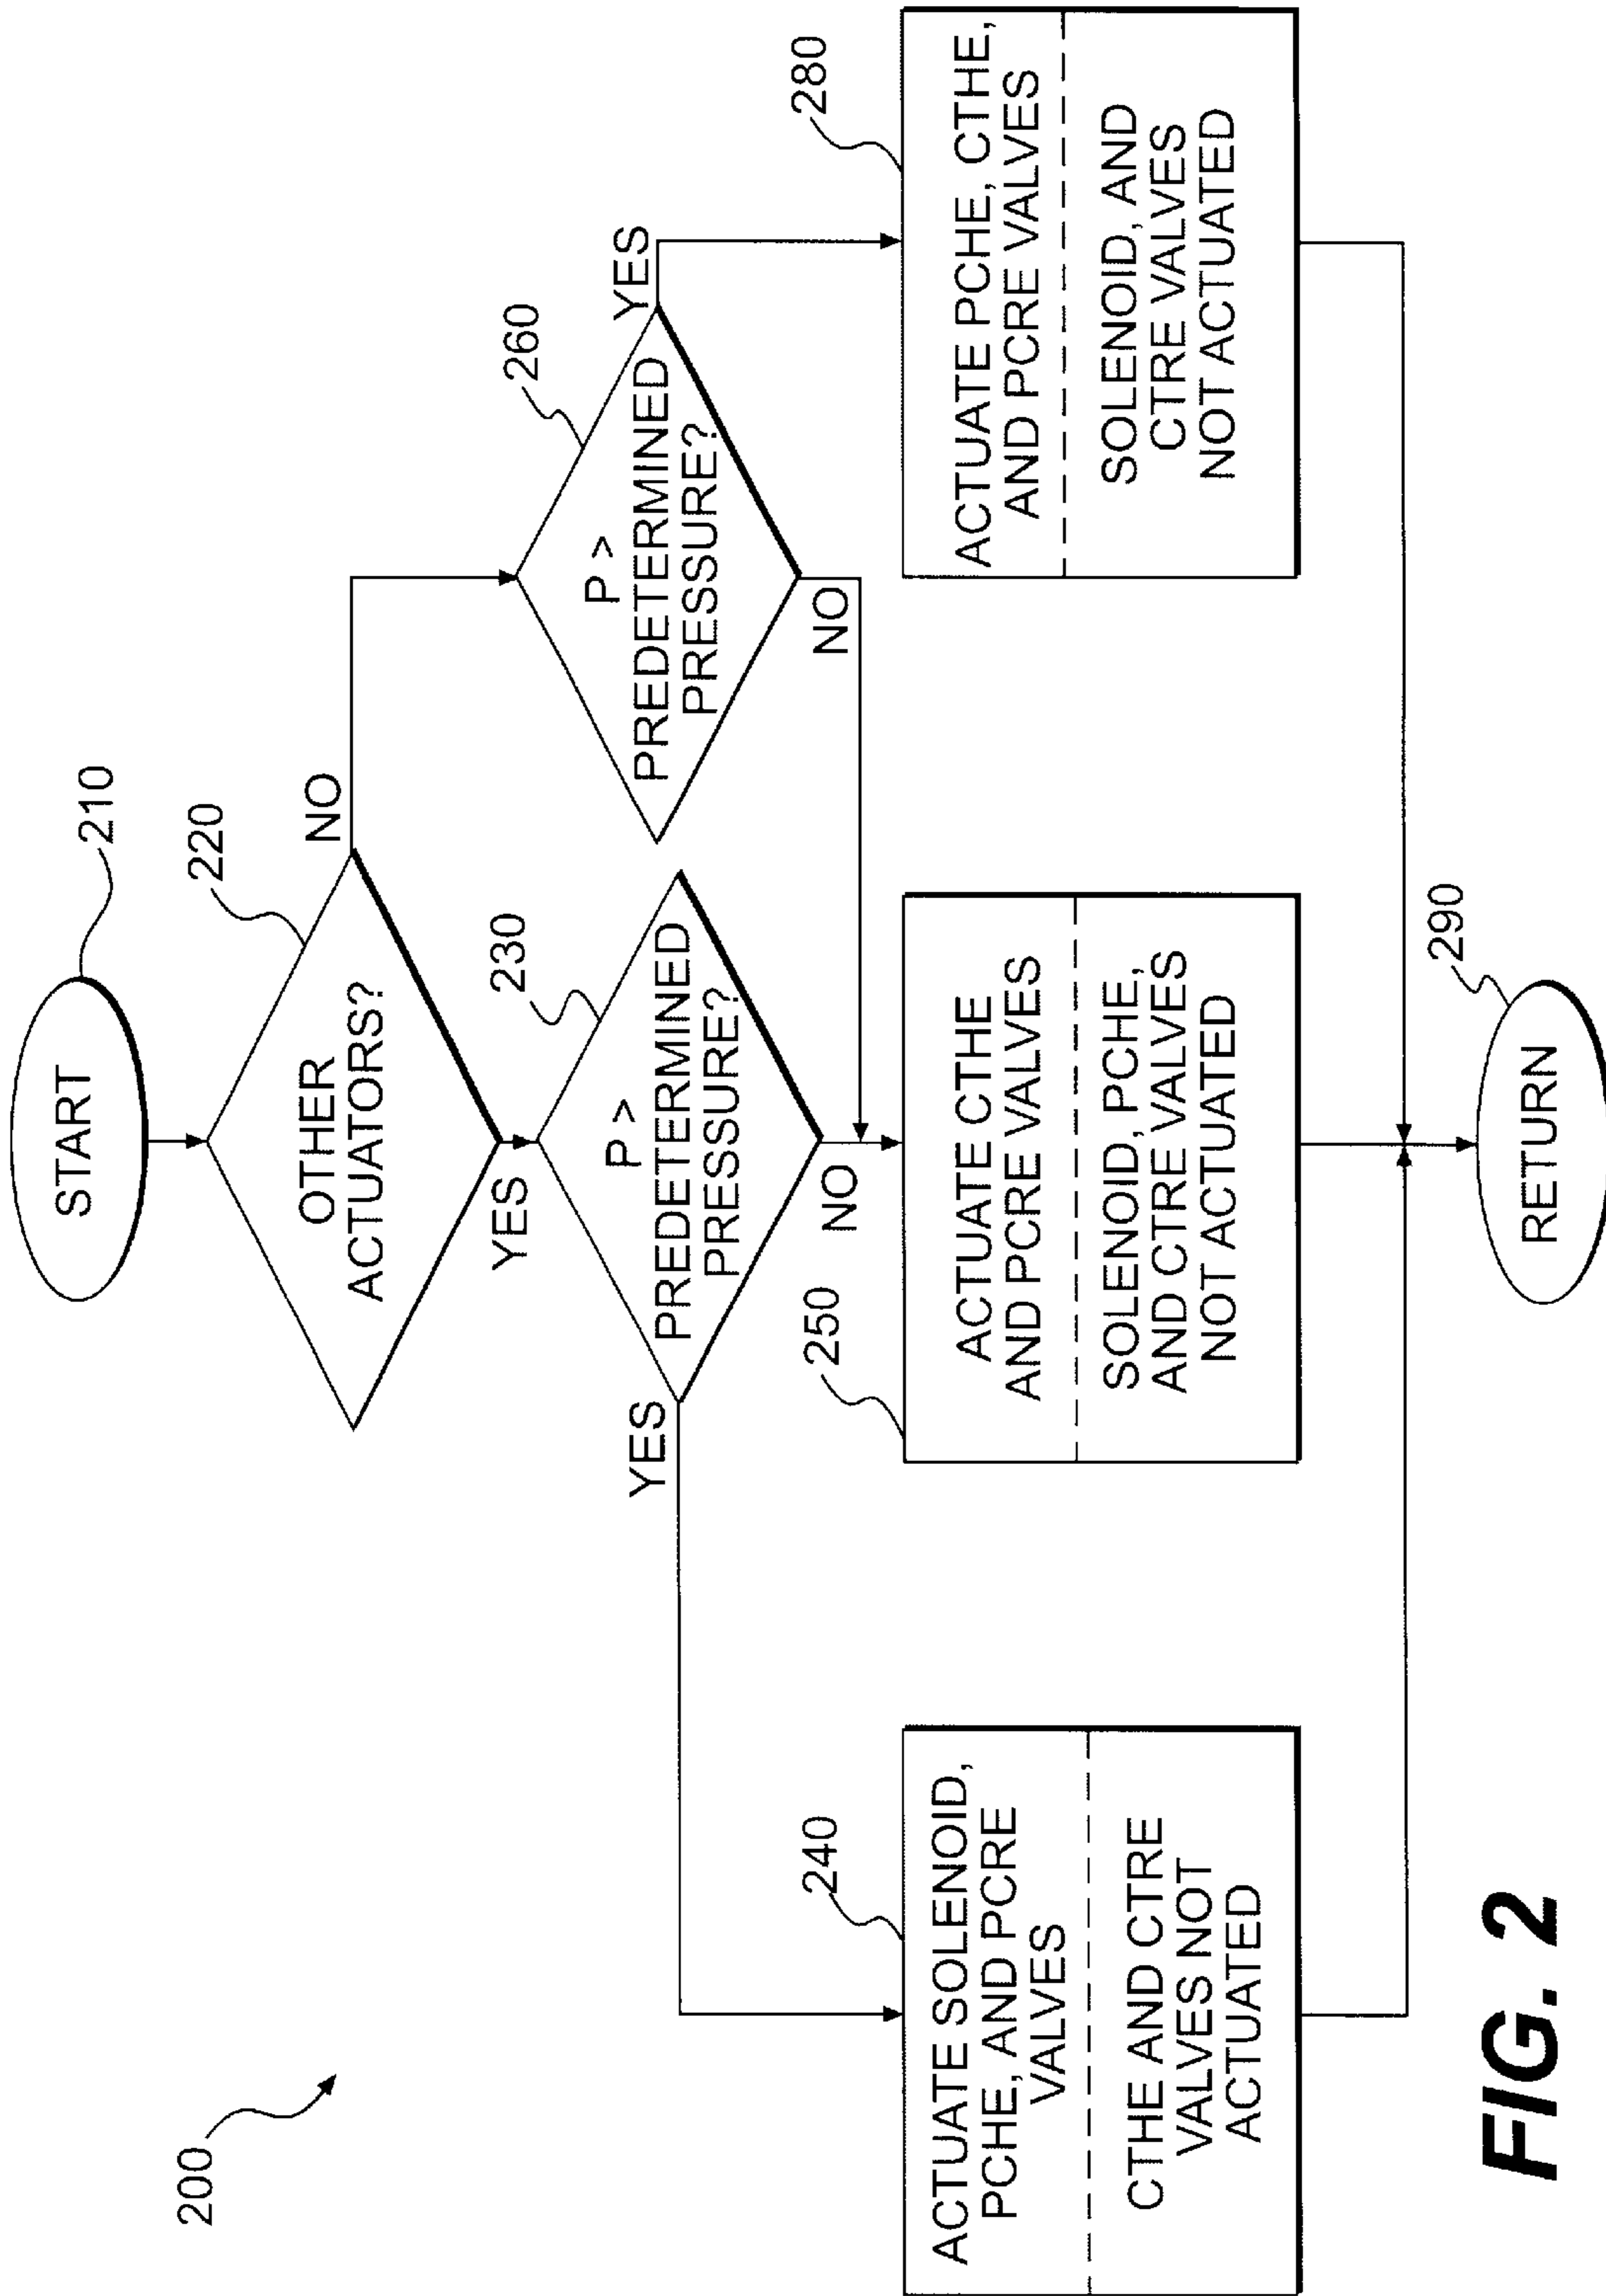 200
START
210
OTHER
ACTUATORS?
220
NO
YES
P >
PREDETERMINED
PRESSURE?
230
YES
NO
P >
PREDETERMINED
PRESSURE?
260
YES
NO
240
ACTUATE SOLENOID,
PCHE, AND PCRE
VALVES
CTHE AND CTRE
VALVES NOT
ACTUATED
250
ACTUATE CTHE
AND PCRE VALVES
SOLENOID, PCHE,
AND CTRE VALVES
NOT ACTUATED
280
ACTUATE PCHE, CTHE,
AND PCRE VALVES
SOLENOID, AND
CTRE VALVES
NOT ACTUATED
290
RETURN
FIG. 2